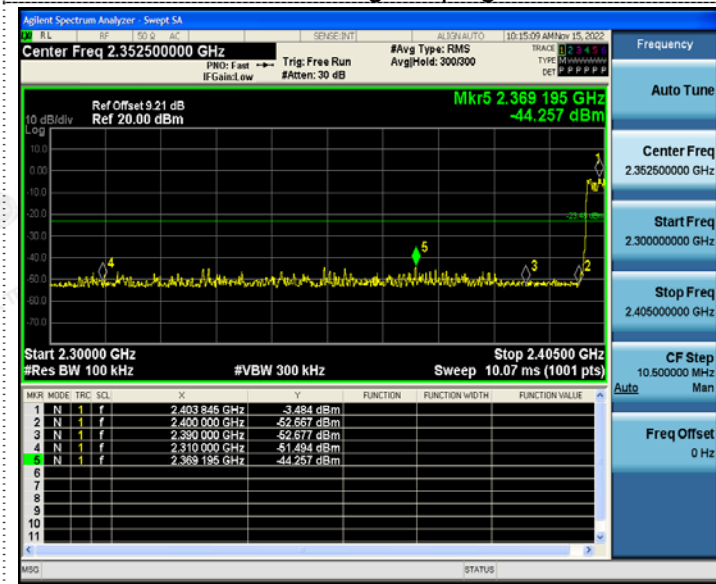 Agilent Spectrum Analyzer - Swept SA
RL RF 50 Ω AC SENSE:INT ALIGN AUTO 10:15:09 AM Nov 15, 2022
Center Freq 2.352500000 GHz
PNO: Fast
IFGain:Low
Trig: Free Run
#Atten: 30 dB
#Avg Type: RMS
Avg|Hold: 300/300
TRACE 1 2 3 4 5 6
TYPE M
DET P P P P P P
Ref Offset 9.21 dB
10 dB/div Ref 20.00 dBm
Log
Mkr5 2.369 195 GHz
-44.257 dBm
10.0
0.00
-10.0
-20.0
-30.0
-40.0
-50.0
-60.0
-70.0
1
2
3
4
5
Start 2.30000 GHz Stop 2.40500 GHz
#Res BW 100 kHz #VBW 300 kHz Sweep 10.07 ms (1001 pts)
MKR MODE TRC SCL X Y FUNCTION FUNCTION WIDTH FUNCTION VALUE
1 N 1 f 2.403 845 GHz -3.484 dBm
2 N 1 f 2.400 000 GHz -52.667 dBm
3 N 1 f 2.390 000 GHz -52.677 dBm
4 N 1 f 2.310 000 GHz -51.494 dBm
5 N 1 f 2.369 195 GHz -44.257 dBm
6
7
8
9
10
11
MSG STATUS
Frequency
Auto Tune
Center Freq
2.352500000 GHz
Start Freq
2.300000000 GHz
Stop Freq
2.405000000 GHz
CF Step
10.500000 MHz
Auto Man
Freq Offset
0 Hz